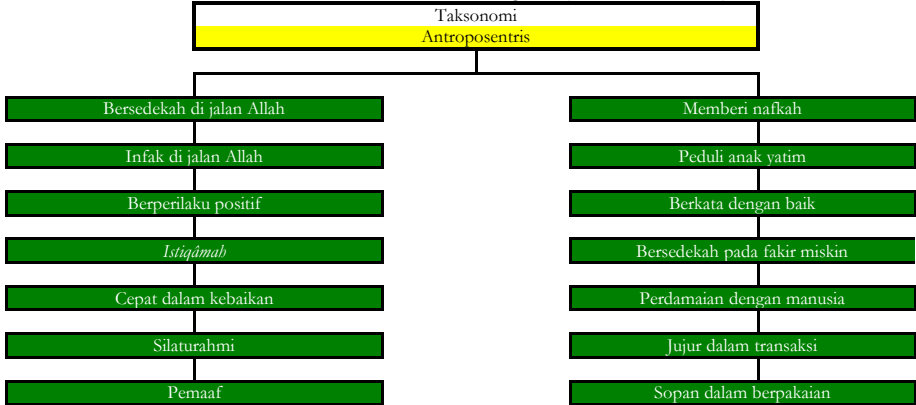 Taksonomi
Antroposentris
Bersedekah di jalan Allah
Infak di jalan Allah
Berperilaku positif
Istiqâmah
Cepat dalam kebaikan
Silaturahmi
Pemaaf
Memberi nafkah
Peduli anak yatim
Berkata dengan baik
Bersedekah pada fakir miskin
Perdamaian dengan manusia
Jujur dalam transaksi
Sopan dalam berpakaian